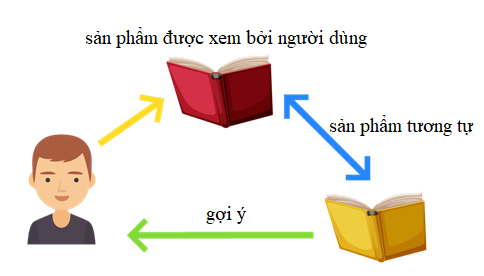 sản phẩm được xem bởi người dùng
sản phẩm tương tự
gợi ý